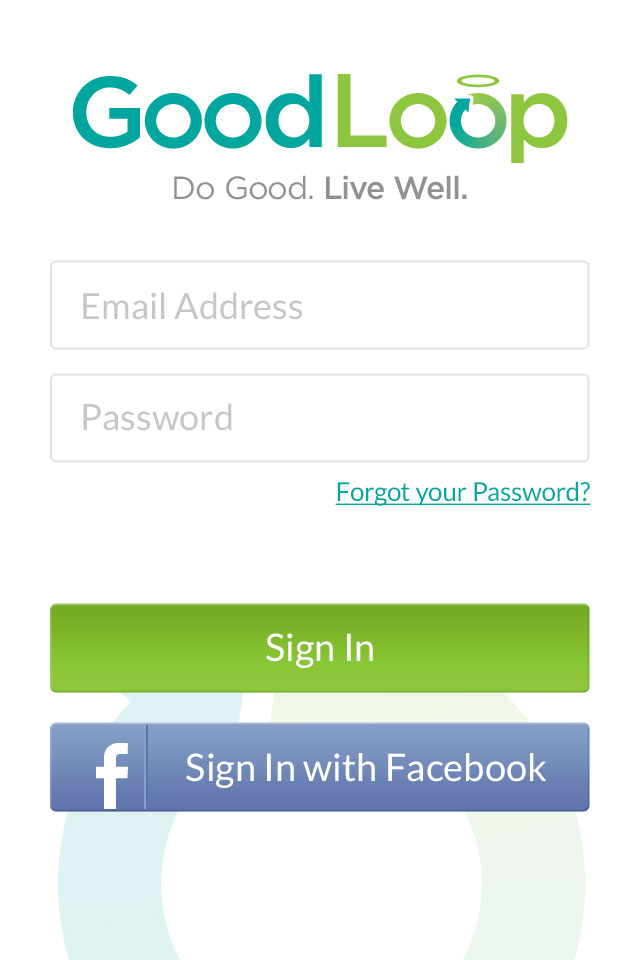 GoodLoop
Do Good. Live Well.
Email Address
Password
Forgot your Password?
Sign In
f
Sign In with Facebook